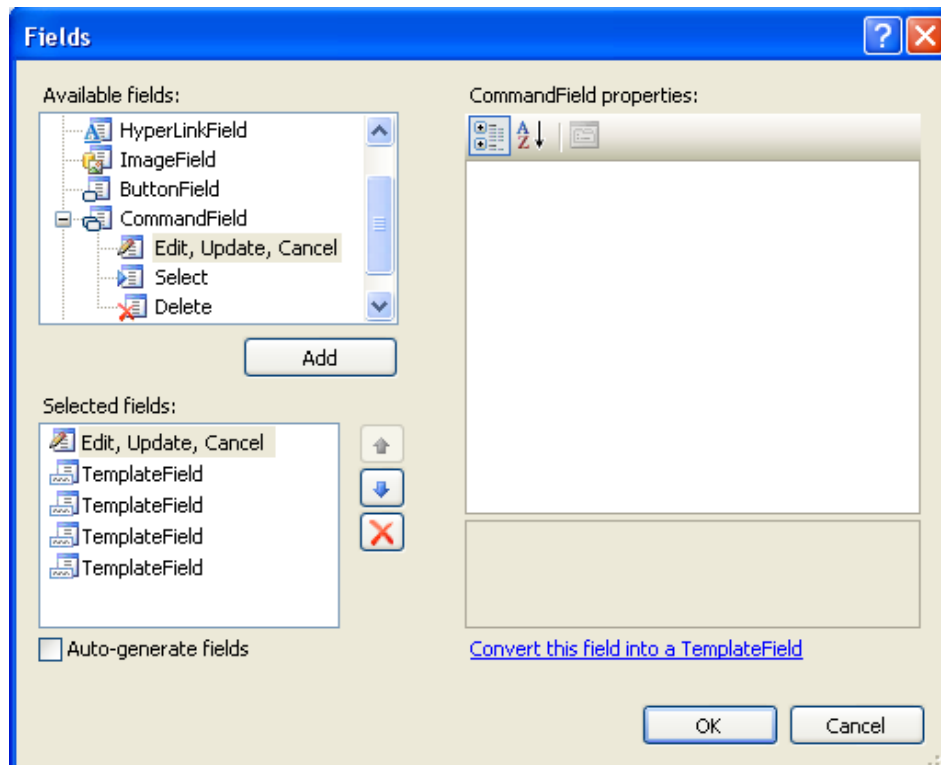 Fields
Available fields:
HyperLinkField
ImageField
ButtonField
CommandField
Edit, Update, Cancel
Select
Delete
Add
Selected fields:
Edit, Update, Cancel
TemplateField
TemplateField
TemplateField
TemplateField
Auto-generate fields
CommandField properties:
A
Z
Convert this field into a TemplateField
OK
Cancel